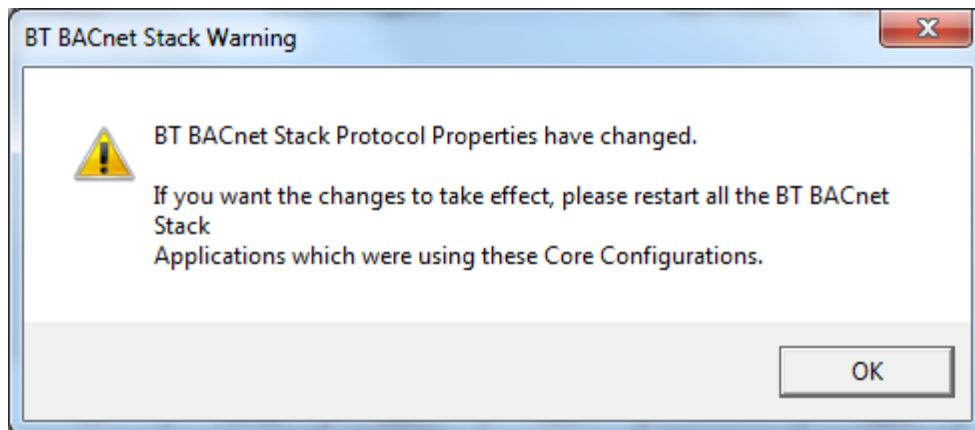 BT BACnet Stack Warning
BT BACnet Stack Protocol Properties have changed.
If you want the changes to take effect, please restart all the BT BACnet
Stack
Applications which were using these Core Configurations.
OK